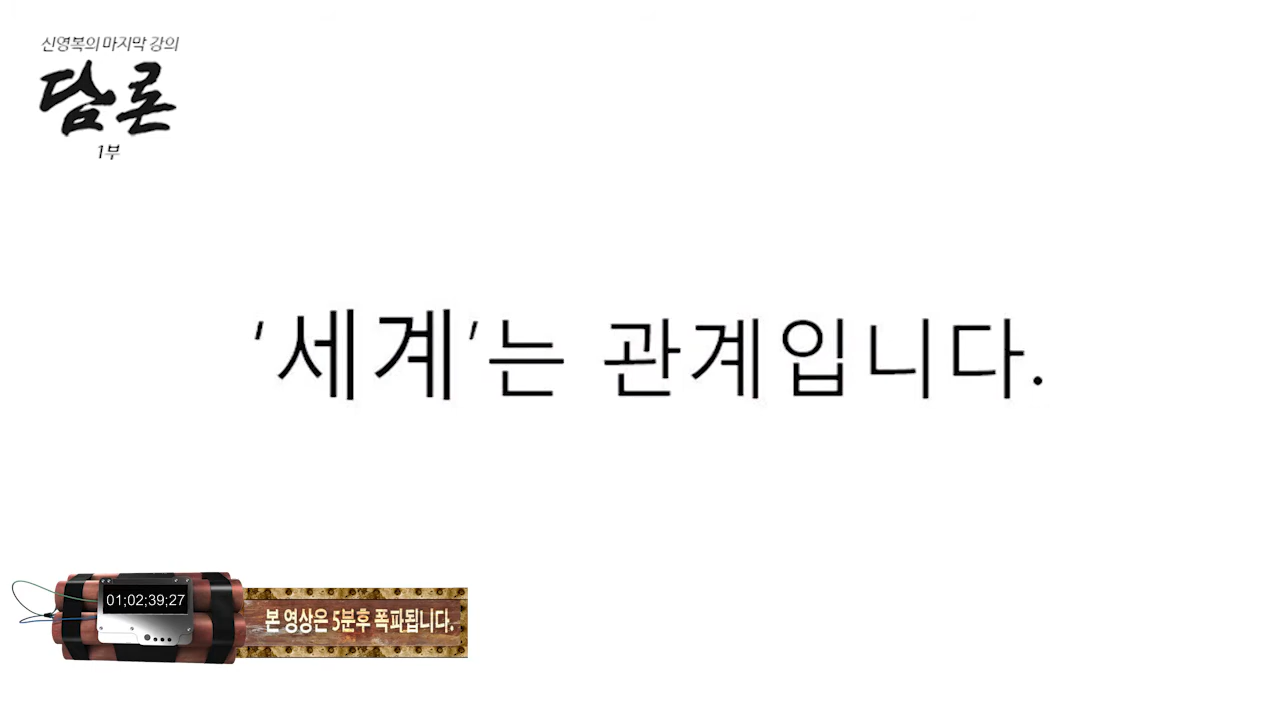 신영복의 마지막 강의
담론
1부
'세계'는 관계입니다.
01;02;39;27
본 영상은 5분후 폭파됩니다.